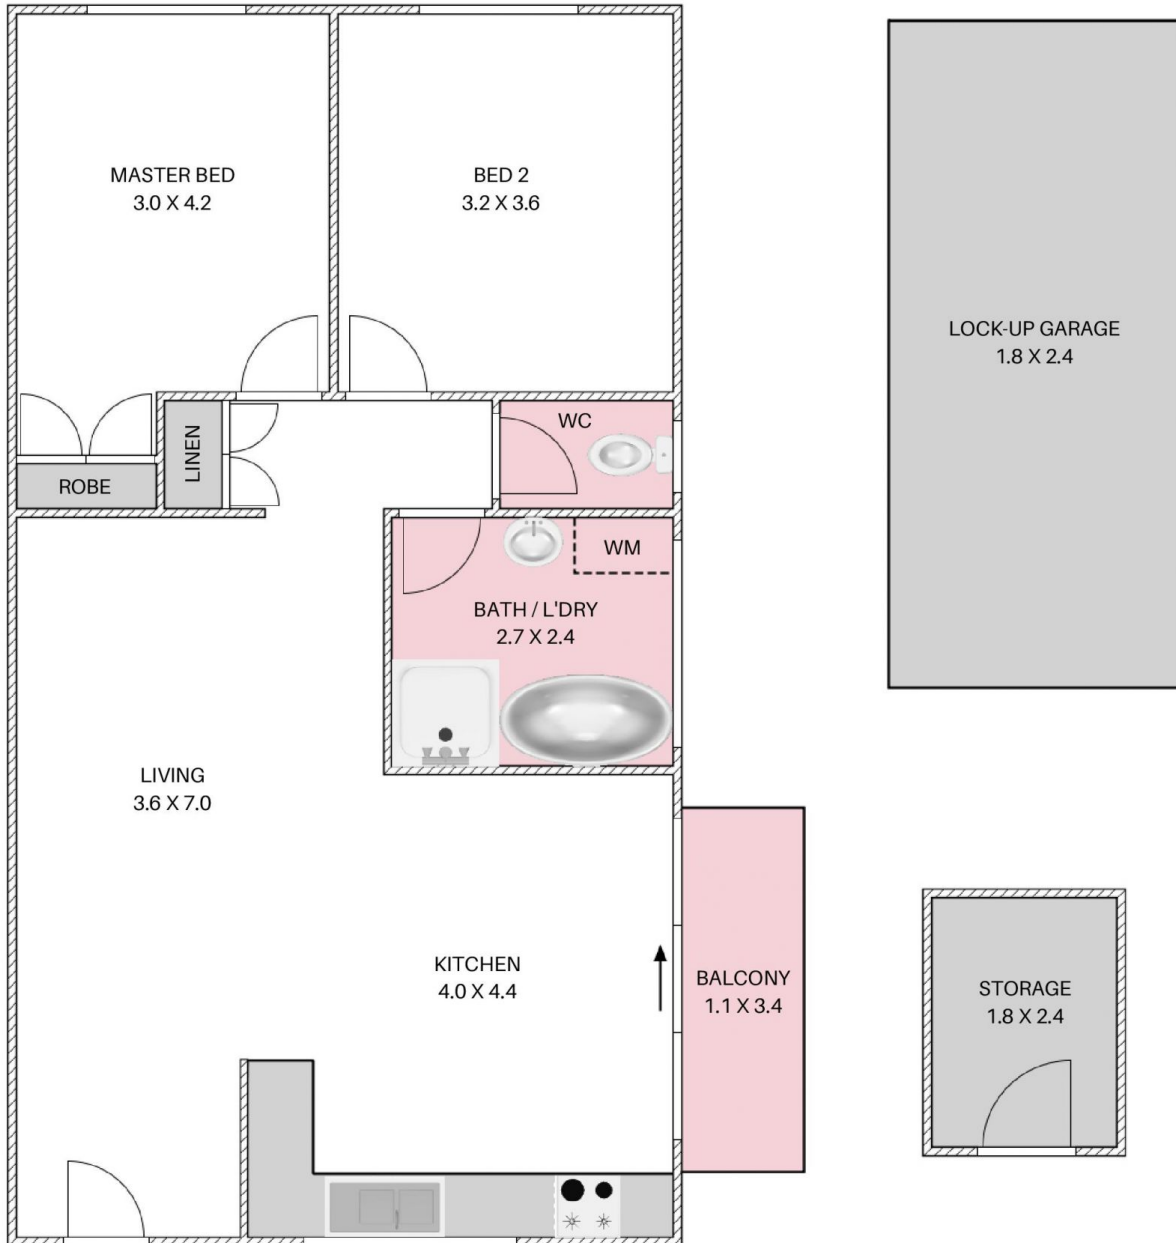 MASTER BED
3.0 X 4.2
BED 2
3.2 X 3.6
LOCK-UP GARAGE
1.8 X 2.4
WC
LINEN
ROBE
WM
BATH / L'DRY
2.7 X 2.4
LIVING
3.6 X 7.0
KITCHEN
4.0 X 4.4
BALCONY
1.1 X 3.4
STORAGE
1.8 X 2.4